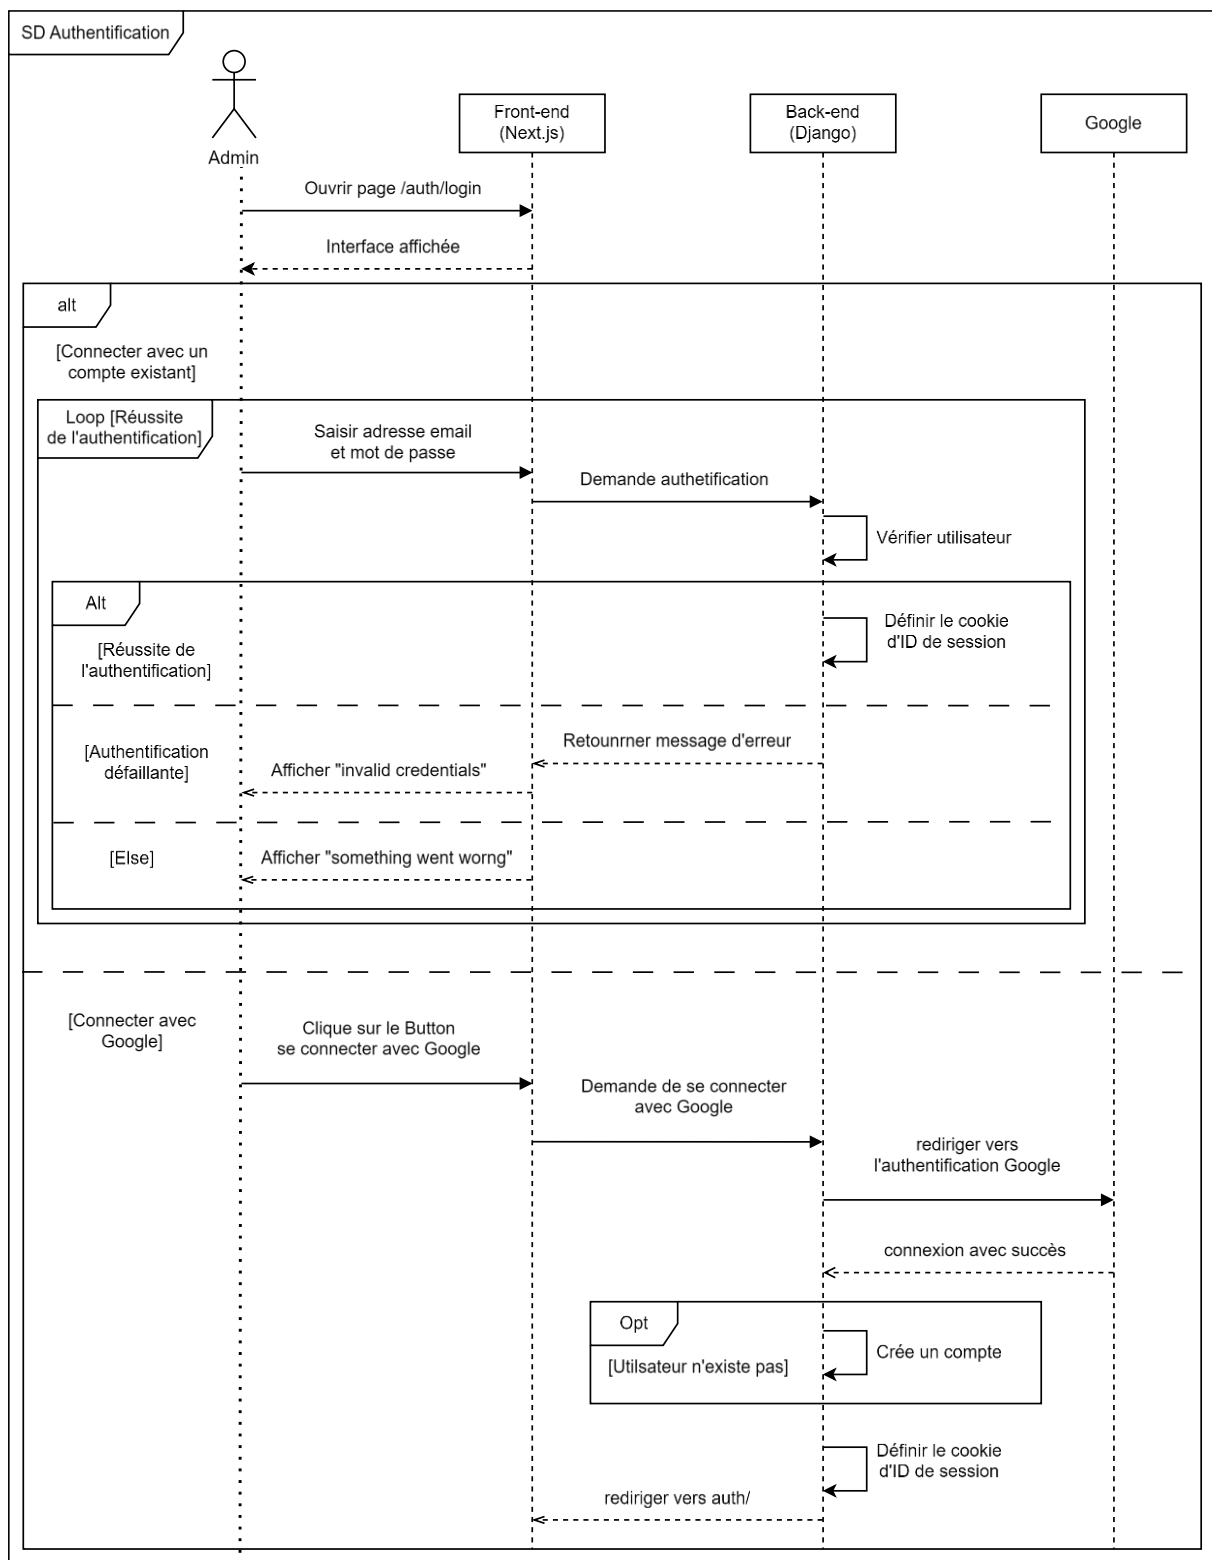 SD Authentification
Admin
Front-end
(Next.js)
Back-end
(Django)
Google
Ouvrir page /auth/login
Interface affichée
alt
[Connecter avec un
compte existant]
Loop [Réussite
de l'authentification]
Saisir adresse email
et mot de passe
Demande authetification
Vérifier utilisateur
Alt
[Réussite de
l'authentification]
Définir le cookie
d'ID de session
[Authentification
défaillante]
Retounrner message d'erreur
Afficher "invalid credentials"
[Else]
Afficher "something went worng"
[Connecter avec
Google]
Clique sur le Button
se connecter avec Google
Demande de se connecter
avec Google
rediriger vers
l'authentification Google
connexion avec succès
Opt
[Utilsateur n'existe pas]
Crée un compte
Définir le cookie
d'ID de session
rediriger vers auth/